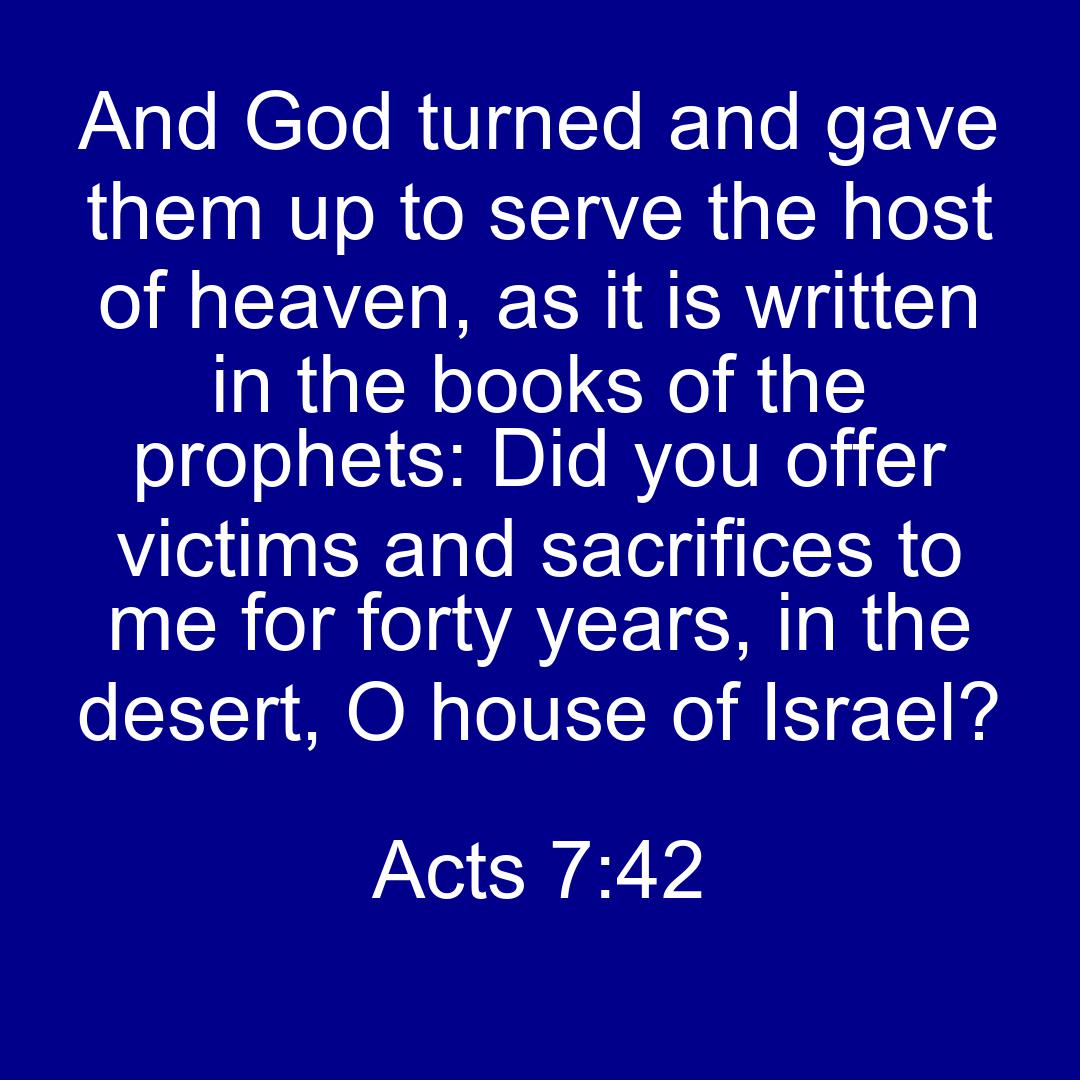 And God turned and gave
them up to serve the host
of heaven, as it is written
in the books of the
prophets: Did you offer
victims and sacrifices to
me for forty years, in the
desert, O house of Israel?
Acts 7:42